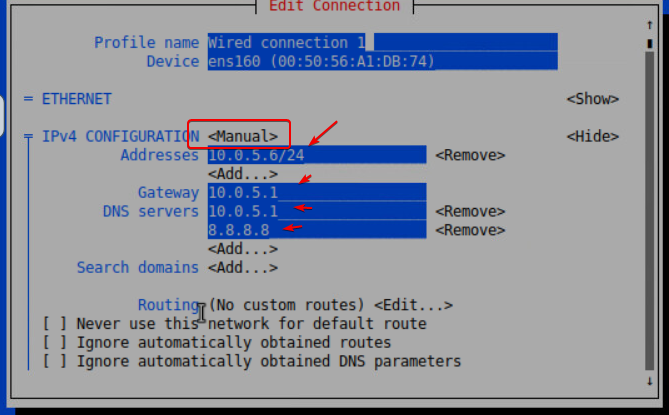 Edit Connection
Profile name Wired connection 1
Device ens160 (00:50:56:A1:DB:74)
= ETHERNET <Show>
IPv4 CONFIGURATION <Manual> <Hide>
Addresses 10.0.5.6/24 <Remove>
<Add...>
Gateway 10.0.5.1
DNS servers 10.0.5.1 <Remove>
8.8.8.8 <Remove>
<Add...>
Search domains <Add...>
Routing (No custom routes) <Edit...>
[ ] Never use this network for default route
[ ] Ignore automatically obtained routes
[ ] Ignore automatically obtained DNS parameters